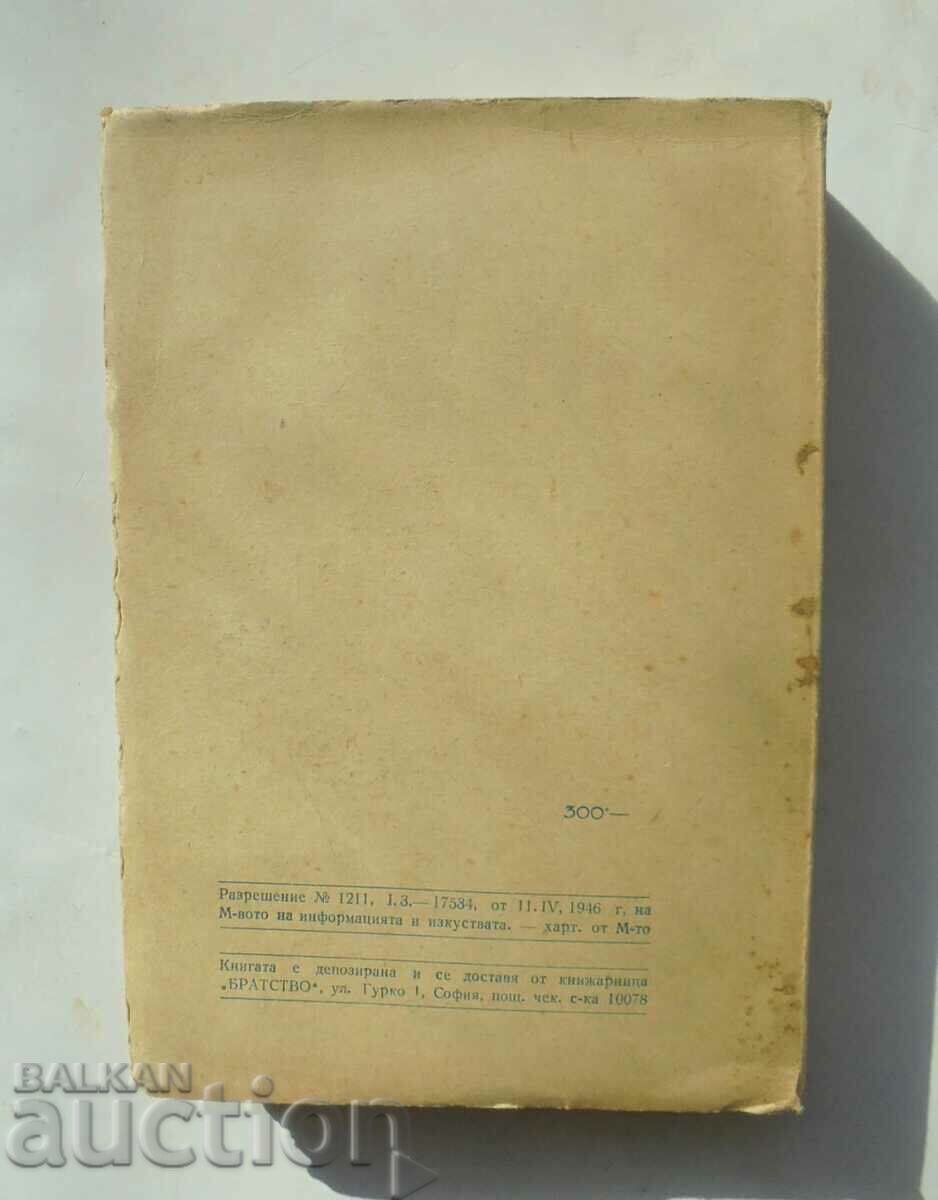 300·—
Разрешение № 1211, I.З.—17534, от 11.IV, 1946 г, на
М-вото на информацията и изкуствата. — харт. от М-то
Книгата е депозирана и се доставя от книжарница
„БРАТСТВО“, ул. Гурко 1, София, пощ. чек. с-ка 10078
BALKAN
auction